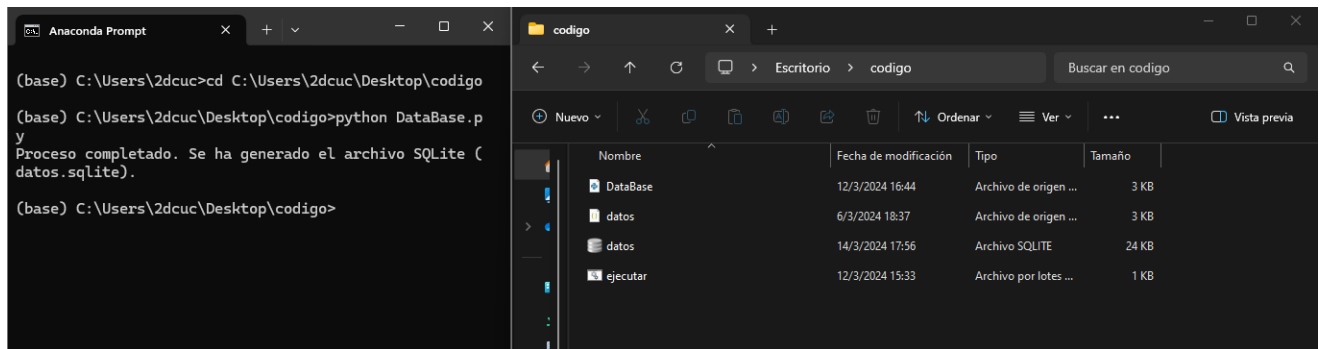 Anaconda Prompt
(base) C:\Users\2dcuc>cd C:\Users\2dcuc\Desktop\codigo
(base) C:\Users\2dcuc\Desktop\codigo>python DataBase.p
y
Proceso completado. Se ha generado el archivo SQLite (
datos.sqlite).
(base) C:\Users\2dcuc\Desktop\codigo>
codigo
Escritorio > codigo
Buscar en codigo
Nuevo
Ordenar
Ver
Vista previa
Nombre Fecha de modificación Tipo Tamaño
DataBase 12/3/2024 16:44 Archivo de origen ... 3 KB
datos 6/3/2024 18:37 Archivo de origen ... 3 KB
datos 14/3/2024 17:56 Archivo SQLITE 24 KB
ejecutar 12/3/2024 15:33 Archivo por lotes ... 1 KB